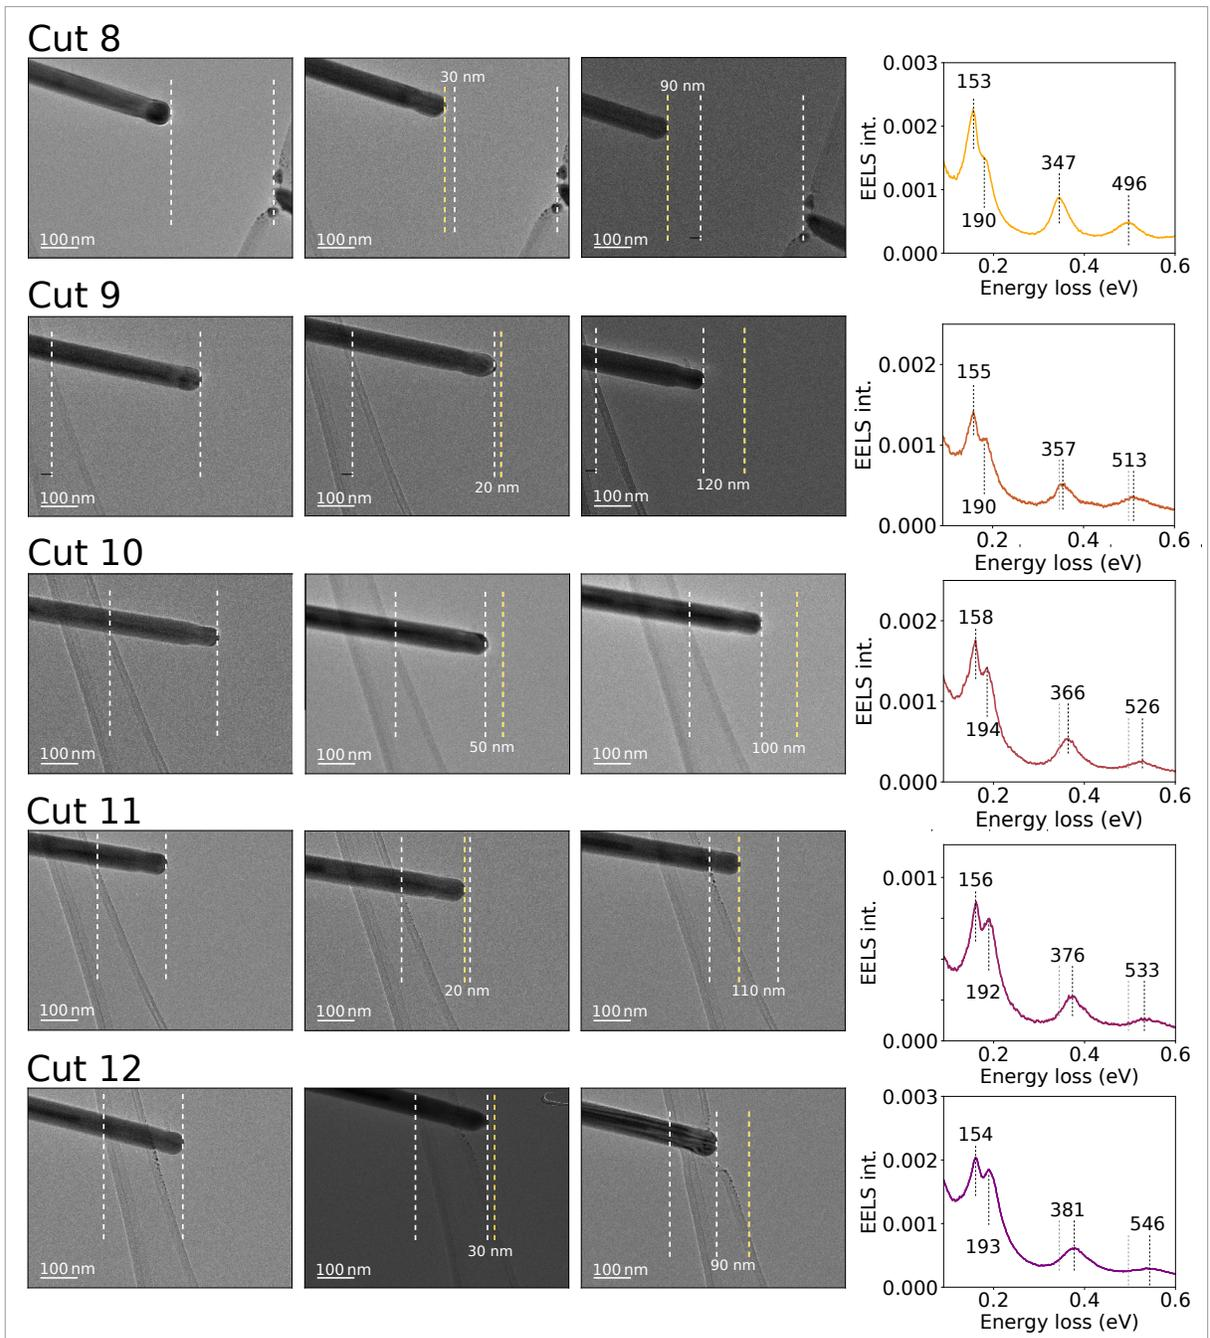 Cut 8
30 nm
90 nm
100 nm
100 nm
100 nm
0.003
0.002
0.001
0.000
EELS int.
153
190
347
496
0.2
0.4
0.6
Energy loss (eV)
Cut 9
20 nm
120 nm
100 nm
100 nm
100 nm
0.002
0.001
0.000
EELS int.
155
190
357
513
0.2
0.4
0.6
Energy loss (eV)
Cut 10
50 nm
100 nm
100 nm
100 nm
100 nm
0.002
0.001
0.000
EELS int.
158
194
366
526
0.2
0.4
0.6
Energy loss (eV)
Cut 11
20 nm
110 nm
100 nm
100 nm
100 nm
0.001
0.000
EELS int.
156
192
376
533
0.2
0.4
0.6
Energy loss (eV)
Cut 12
30 nm
90 nm
100 nm
100 nm
100 nm
0.003
0.002
0.001
0.000
EELS int.
154
193
381
546
0.2
0.4
0.6
Energy loss (eV)